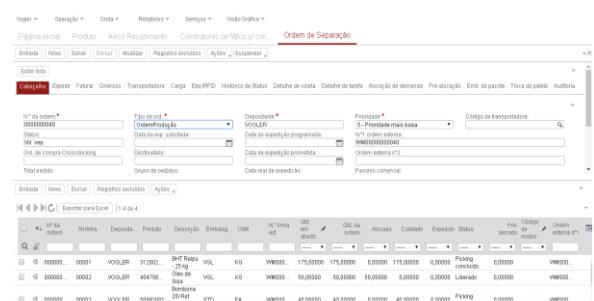 Vogler Operação Onda Relatórios Serviços Visão Gráfica
Página Inicial Produto Aviso Recebimento Construtores de filtros p/ con... Ordem de Separação
Entrada Novo Salvar Excluir Atualizar Registros excluídos Ações Suspender
Exibir lista
Cabeçalho Expedir Faturar Diversos Transportadora Carga Etiq.RFID Histórico de Status Detalhe de coleta Detalhe de tarefa Alocação de demanda Pré-alocação Emb. de pacote Troca de palete Auditoria
N.º da ordem:* Tipo de ord.:* Depositante:* Prioridade:* Código da transportadora:
0000000040 OrdemProdução VOGLER 5 - Prioridade mais baixa
Status: Data da exp. solicitada: Data de expedição programada: N.º1 ordem externa:
Vol. sep. WMS0000000040
Ord. de compra Crossdocking: Destinatário: Data de expedição prometida: Ordem externa nº2:
Total pedido: Grupo de pedidos: Data real de expedicão: Parceiro comercial:
Entrada Novo Excluir Registros excluídos Ações
Exportar para Excel 1-4 de 4
Nº da ordem Nºlinha Deposita... Produto Descrição Embalag... UdM N.º linha ext. Qtd. em aberto Qtd. da ordem Alocado Coletado Expedido Status Pré-alocado Código de motivo Ordem externa nº1
000000... 00001 VOGLER 312802... BHT Reipu - 25 kg VGL KG WMS00... 175,00000 175,00000 0,00000 175,00000 0,00000 Picking concluído 0,00000 WMS00...
000000... 00002 VOGLER 404750... Óleo de Soja VGL KG WMS00... 50,00000 50,00000 50,00000 0,00000 0,00000 Liberado 0,00000 WMS00...
000000... 00003 VOGLER Bombona 20l Ret STD EA WMS00... 40,00000 40,00000 0,00000 40,00000 0,00000 Picking 0,00000 WMS00...